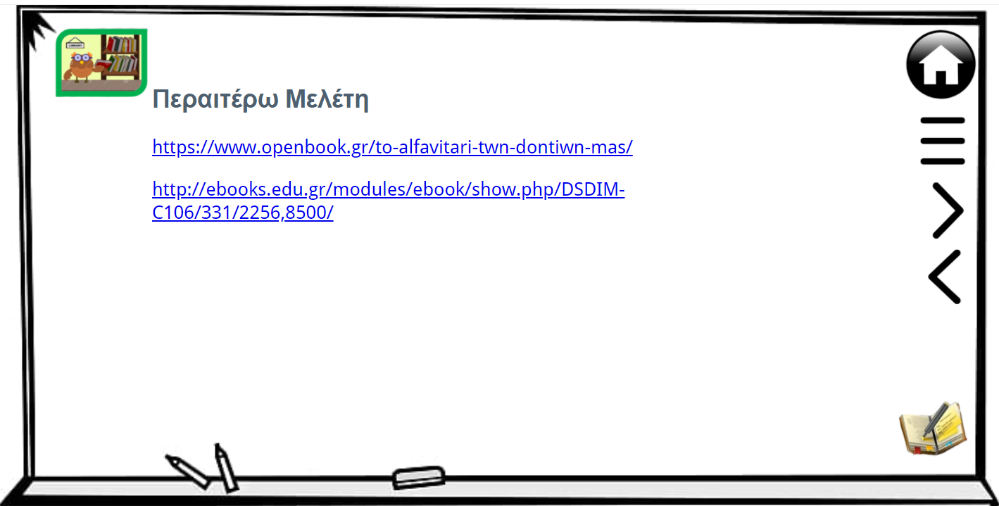 LIBRARY
Περαιτέρω Μελέτη
https://www.openbook.gr/to-alfavitari-twn-dontiwn-mas/
http://ebooks.edu.gr/modules/ebook/show.php/DSDIM-
C106/331/2256,8500/